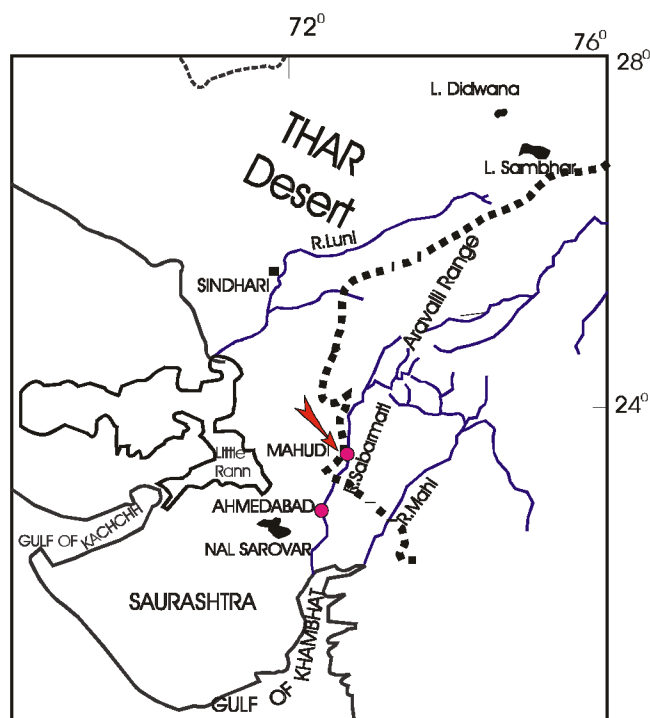 72⁰
76⁰
28⁰
L. Didwana
THAR
Desert
L. Sambhar
R.Luni
SINDHARI
Aravalli Range
24⁰
MAHUDI
Little
Rann
R.Sabarmati
AHMEDABAD
R.Mahi
GULF OF KACHCHH
NAL SAROVAR
SAURASHTRA
GULF OF KHAMBHAT